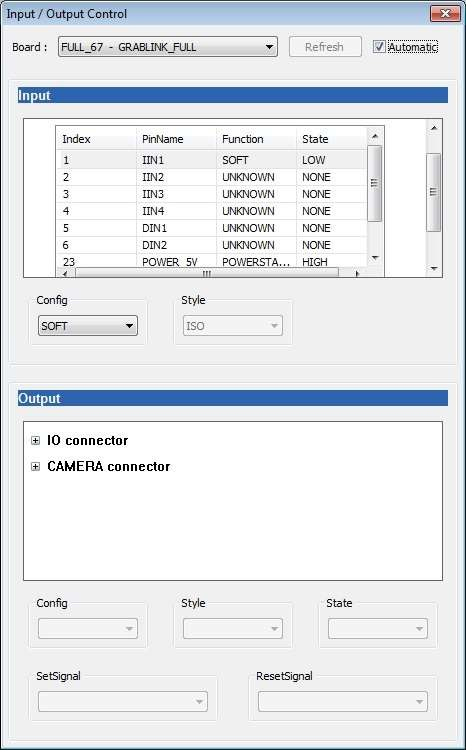 Input / Output Control
Board : FULL_67 - GRABLINK_FULL Refresh Automatic
Input
Index PinName Function State
1 IIN1 SOFT LOW
2 IIN2 UNKNOWN NONE
3 IIN3 UNKNOWN NONE
4 IIN4 UNKNOWN NONE
5 DIN1 UNKNOWN NONE
6 DIN2 UNKNOWN NONE
23 POWER_5V POWERSTA... HIGH
Config Style
SOFT ISO
Output
IO connector
CAMERA connector
Config Style State
SetSignal ResetSignal